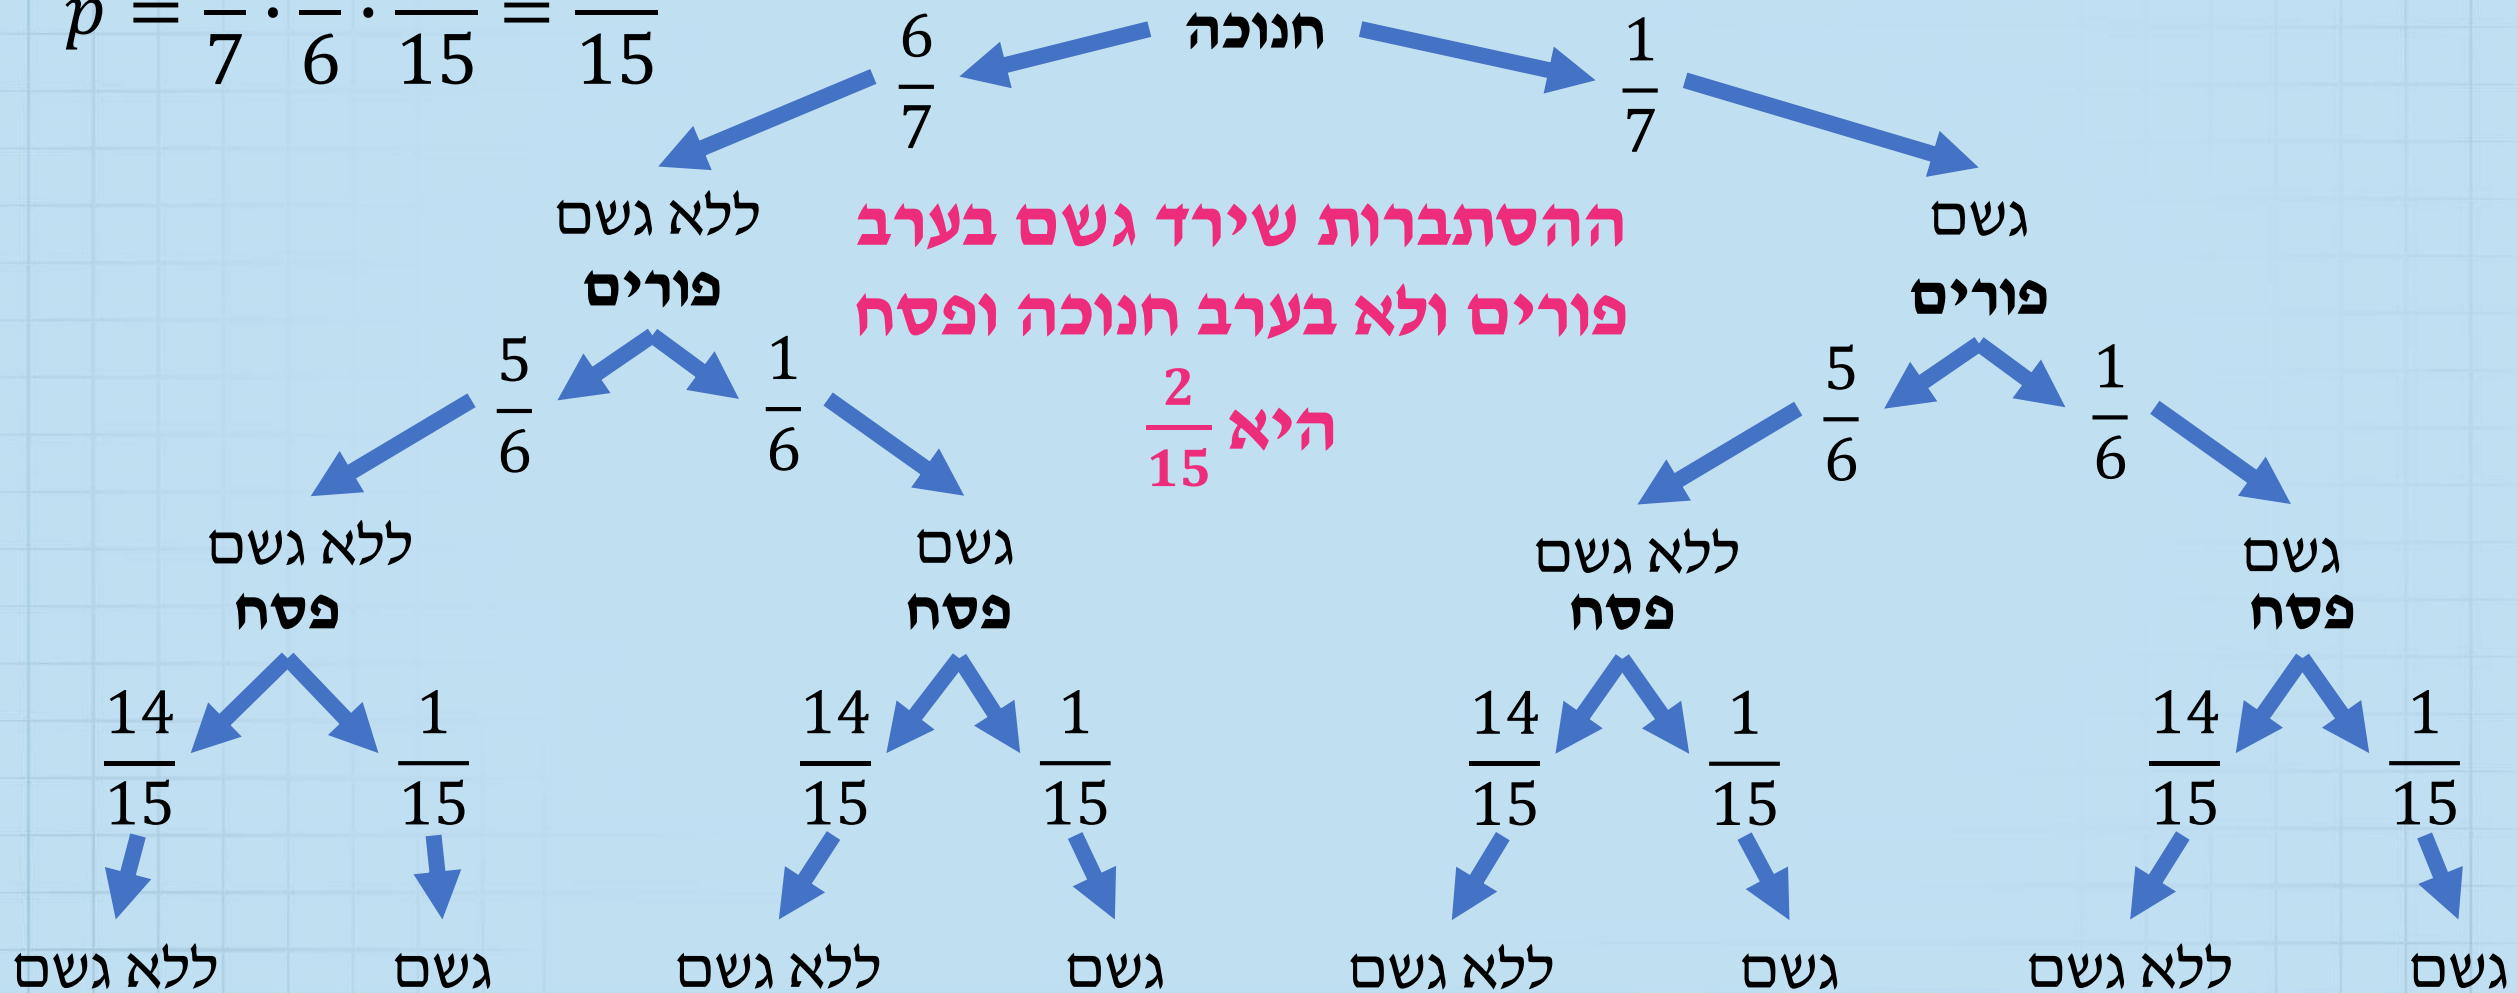 p = /7 · /6 · /15 = /15
חנוכה
6/7 1/7
ללא גשם גשם
ההסתברות שירד גשם בערב
פורים ולא בערב חנוכה ופסח
היא 2/15
פורים פורים
5/6 1/6 5/6 1/6
ללא גשם גשם ללא גשם גשם
פסח פסח פסח פסח
14/15 1/15 14/15 1/15 14/15 1/15 14/15 1/15
ללא גשם גשם ללא גשם גשם ללא גשם גשם ללא גשם גשם